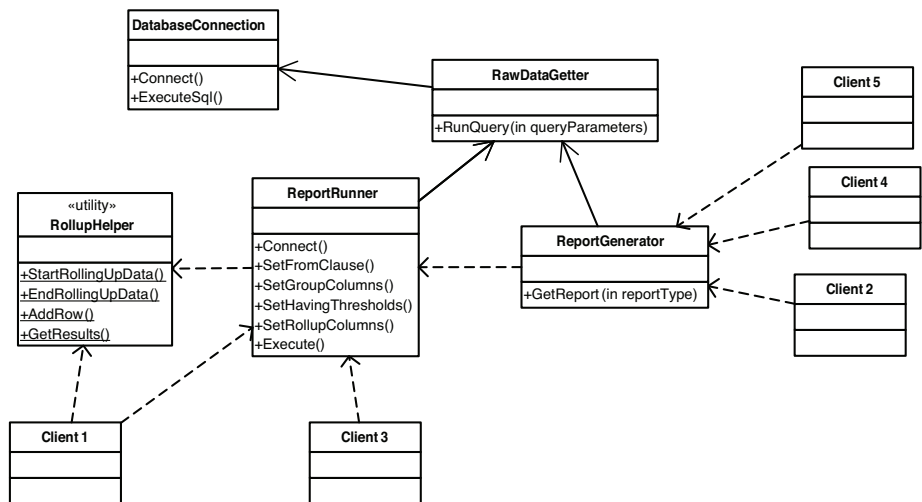 DatabaseConnection
+Connect()
+ExecuteSql()
RawDataGetter
+RunQuery(in queryParameters)
Client 5
Client 4
«utility»
RollupHelper
+StartRollingUpData()
+EndRollingUpData()
+AddRow()
+GetResults()
ReportRunner
+Connect()
+SetFromClause()
+SetGroupColumns()
+SetHavingThresholds()
+SetRollupColumns()
+Execute()
ReportGenerator
+GetReport(in reportType)
Client 2
Client 1
Client 3